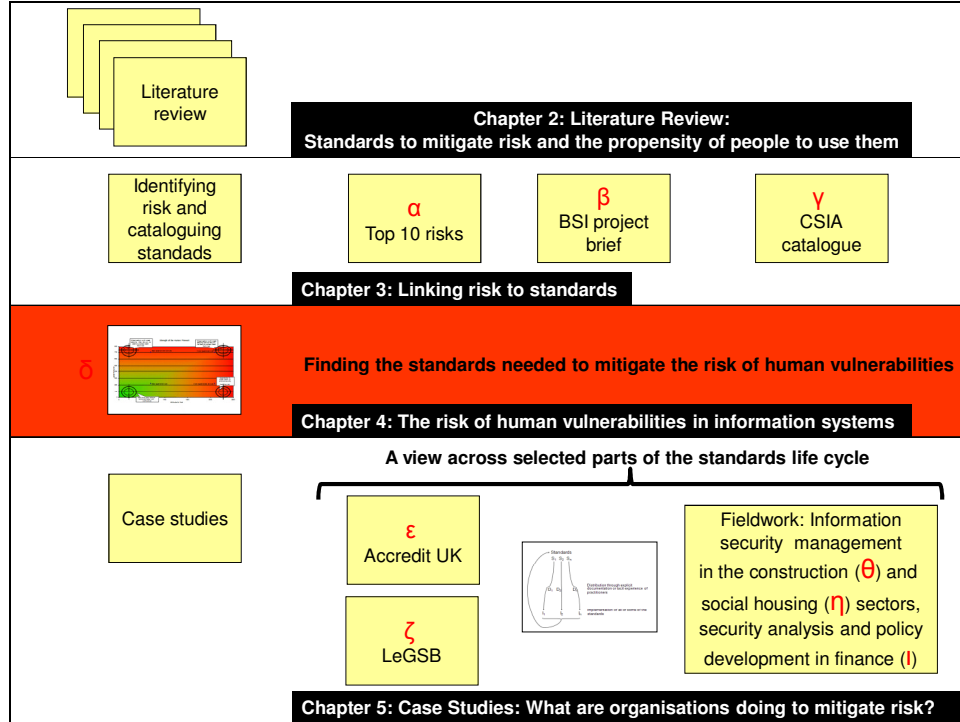 Literature
review
Chapter 2: Literature Review:
Standards to mitigate risk and the propensity of people to use them
Identifying
risk and
cataloguing
standads
α
Top 10 risks
β
BSI project
brief
γ
CSIA
catalogue
Chapter 3: Linking risk to standards
δ
Finding the standards needed to mitigate the risk of human vulnerabilities
Chapter 4: The risk of human vulnerabilities in information systems
A view across selected parts of the standards life cycle
Case studies
ε
Accredit UK
ζ
LeGSB
Standards
Fieldwork: Information
security management
in the construction (θ) and
social housing (η) sectors,
security analysis and policy
development in finance (Ι)
Chapter 5: Case Studies: What are organisations doing to mitigate risk?